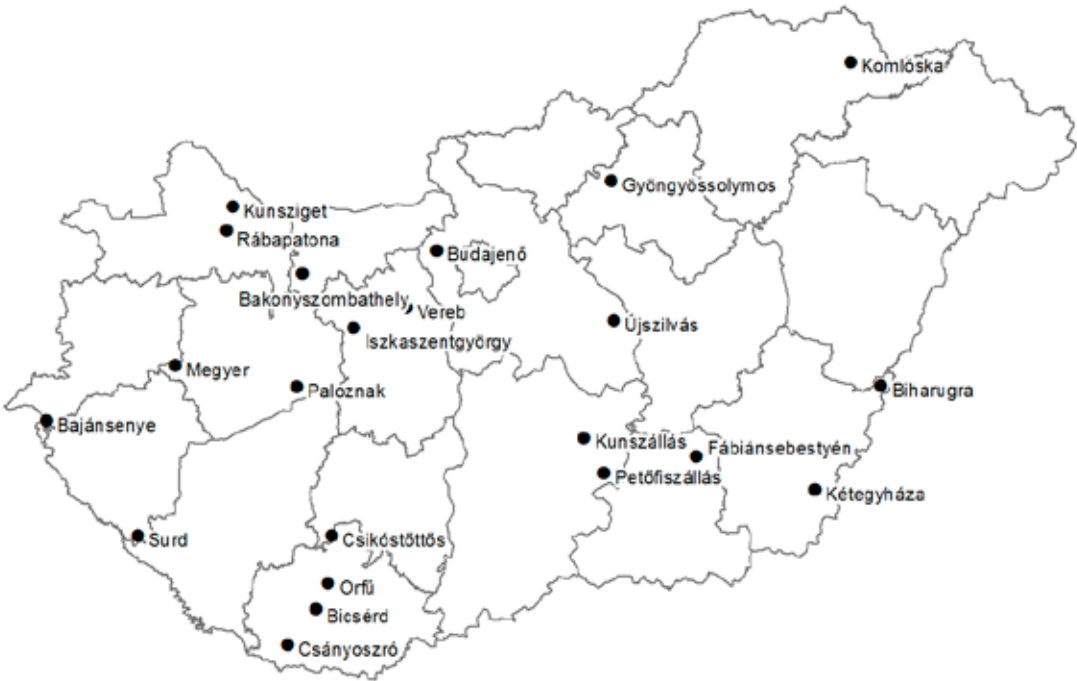 Komlóska
Gyöngyössolymos
Kunsziget
Rábapatona
Budajenő
Bakonyszombathely
Vereb
Újszilvás
Iszkaszentgyörgy
Megyer
Paloznak
Biharugra
Bajánsenye
Kunszállás
Fábiánsebestyén
Petőfiszállás
Kétegyháza
Surd
Csikóstőttős
Orfű
Bicsérd
Csányoszró